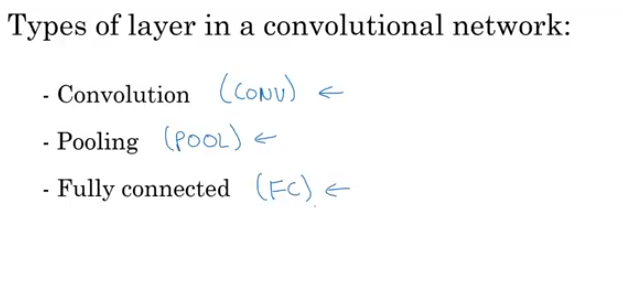 Types of layer in a convolutional network:
- Convolution (CONV) ←
- Pooling (POOL) ←
- Fully connected (FC) ←